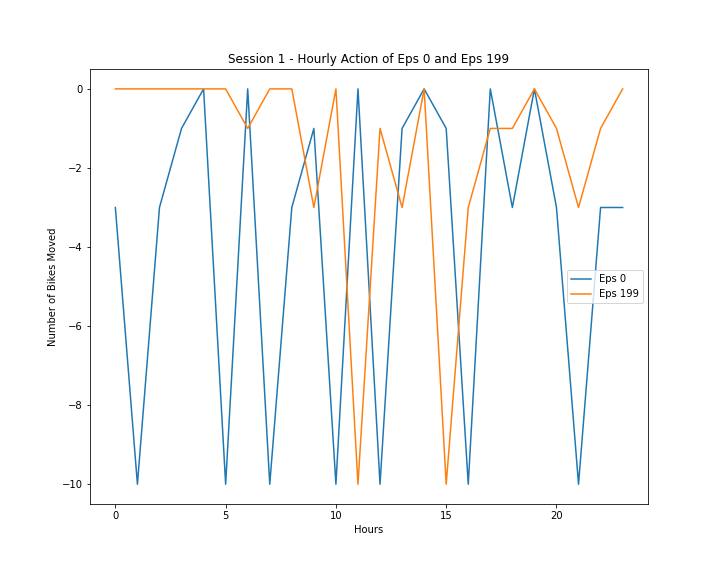 Session 1 - Hourly Action of Eps 0 and Eps 199
Number of Bikes Moved
0
−2
−4
−6
−8
−10
Eps 0
Eps 199
0 5 10 15 20
Hours